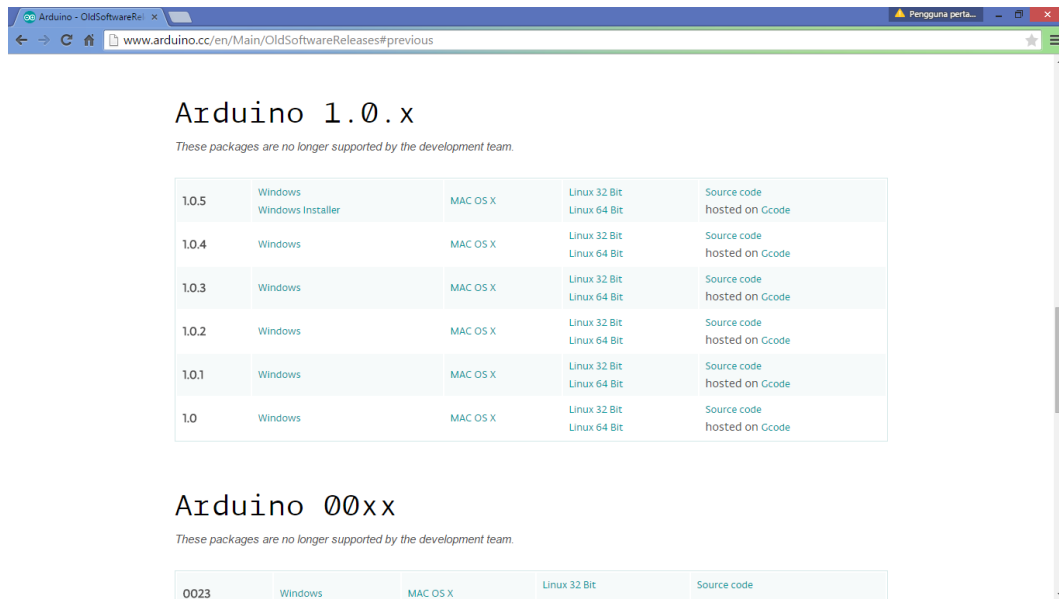 Arduino - OldSoftwareRel
Pengguna perta...
www.arduino.cc/en/Main/OldSoftwareReleases#previous
Arduino 1.0.x
These packages are no longer supported by the development team.
1.0.5 Windows MAC OS X Linux 32 Bit Source code
Windows Installer Linux 64 Bit hosted on Gcode
1.0.4 Windows MAC OS X Linux 32 Bit Source code
Linux 64 Bit hosted on Gcode
1.0.3 Windows MAC OS X Linux 32 Bit Source code
Linux 64 Bit hosted on Gcode
1.0.2 Windows MAC OS X Linux 32 Bit Source code
Linux 64 Bit hosted on Gcode
1.0.1 Windows MAC OS X Linux 32 Bit Source code
Linux 64 Bit hosted on Gcode
1.0 Windows MAC OS X Linux 32 Bit Source code
Linux 64 Bit hosted on Gcode
Arduino 00xx
These packages are no longer supported by the development team.
0023 Windows MAC OS X Linux 32 Bit Source code